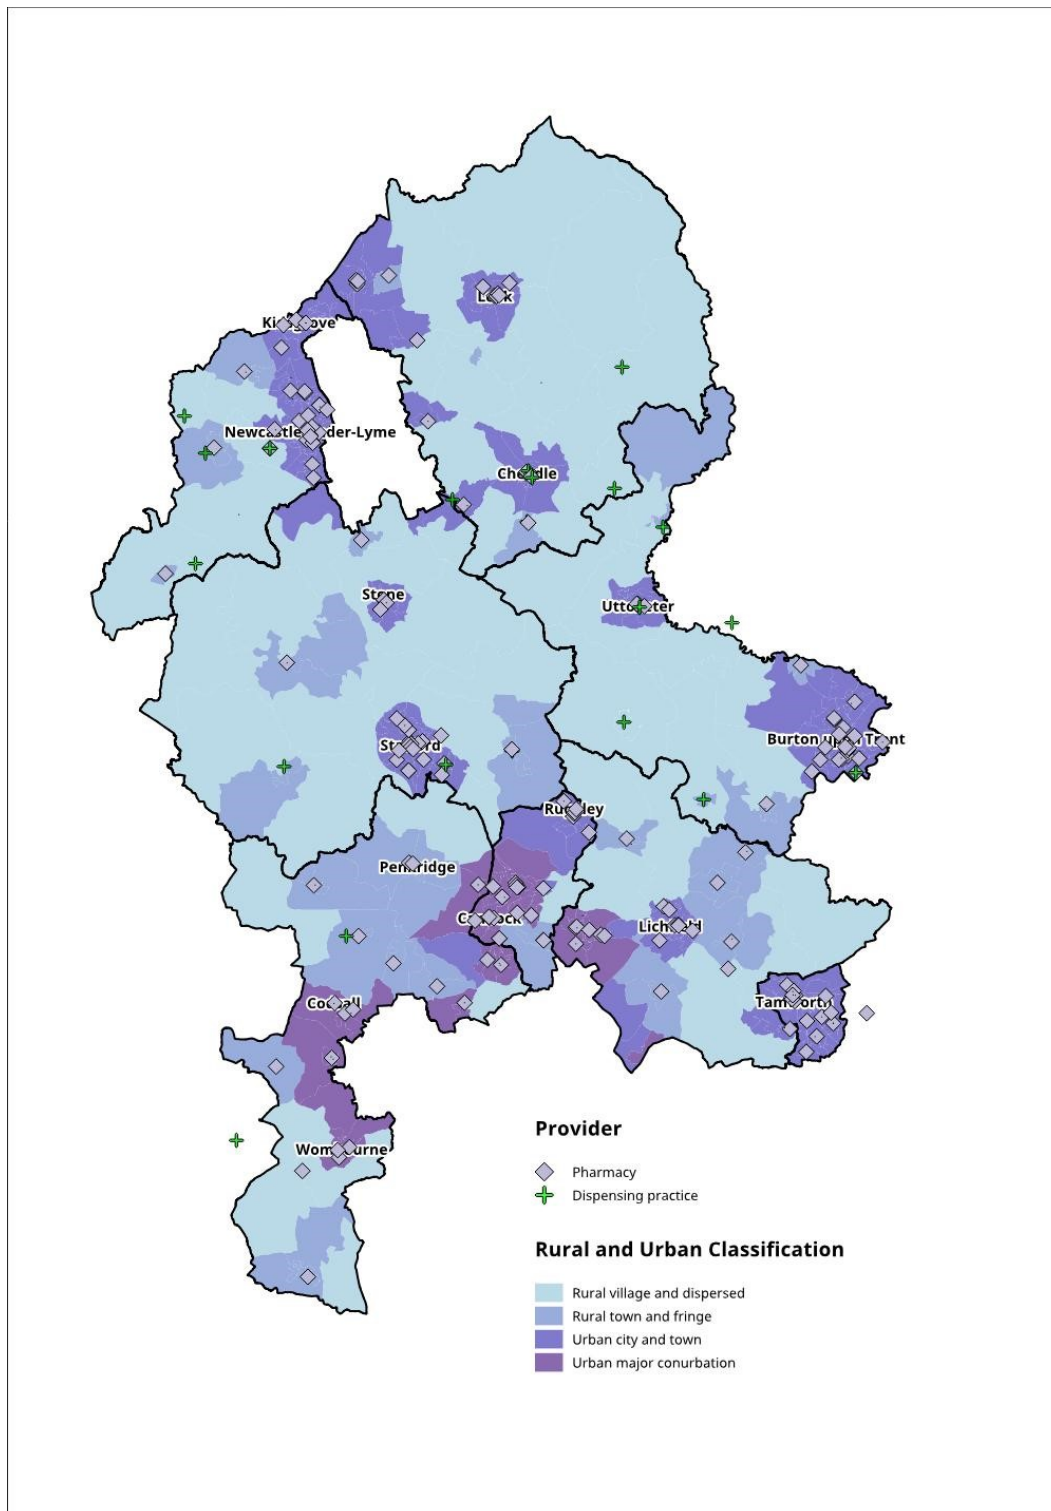 Leek
Kidsgrove
Newcastle-under-Lyme
Cheadle
Stone
Uttoxeter
Stafford
Burton upon Trent
Rugeley
Penkridge
Cannock
Lichfield
Codsall
Tamworth
Wombourne
Provider
Pharmacy
Dispensing practice
Rural and Urban Classification
Rural village and dispersed
Rural town and fringe
Urban city and town
Urban major conurbation